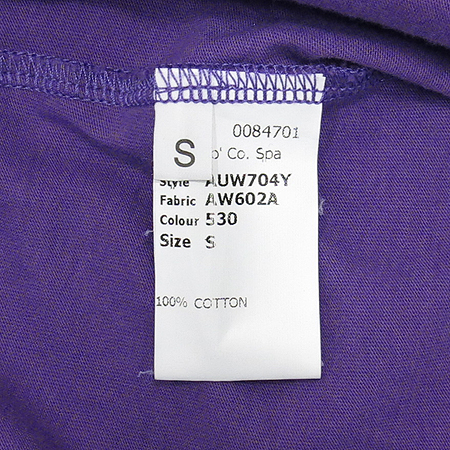 S
0084701
o' Co. Spa
Style AUW704Y
Fabric AW602A
Colour 530
Size S
100% COTTON